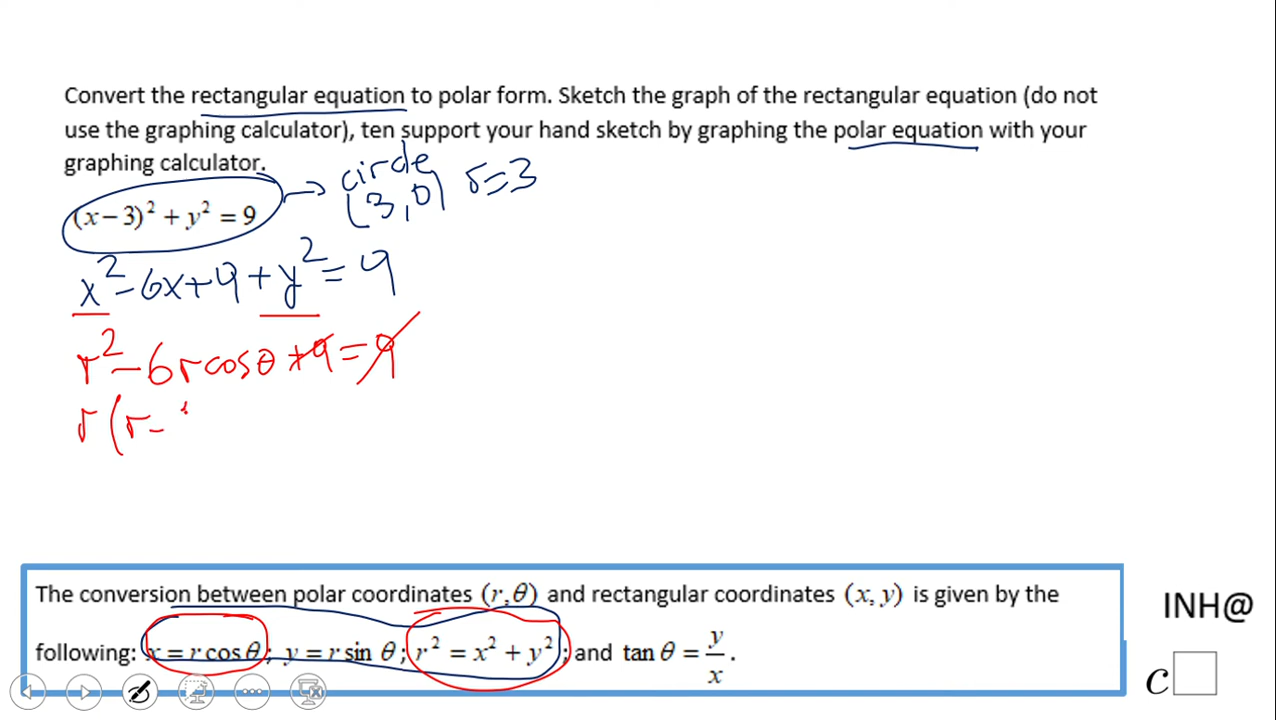 Convert the rectangular equation to polar form. Sketch the graph of the rectangular equation (do not
use the graphing calculator), ten support your hand sketch by graphing the polar equation with your
graphing calculator.
circle
(3,0) r=3
(x − 3)² + y² = 9
x² - 6x + 9 + y² = 9
r² - 6r cos θ + 9 = 9
r (r -
The conversion between polar coordinates (r,θ) and rectangular coordinates (x, y) is given by the
following: x = r cos θ; y = r sin θ; r² = x² + y²; and tan θ = y/x.
INH@
c